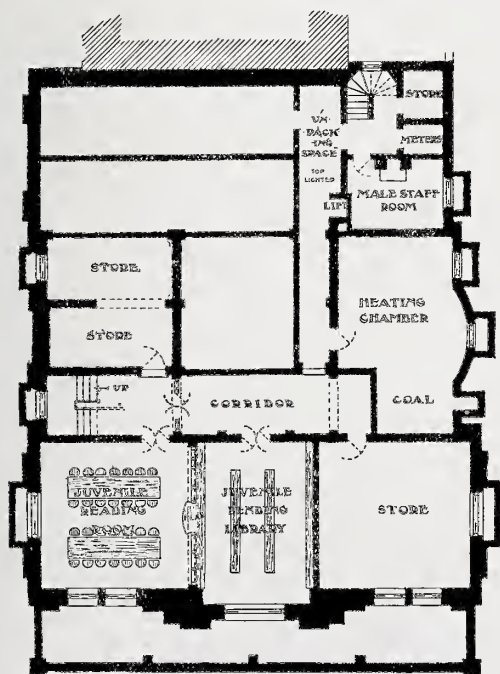 UN-
PACK
ING
SPACE
TOP
LIGHTED
STORE
METERS
LIFT
MALE STAFF
ROOM
STORE
STORE
HEATING
CHAMBER
UP
CORRIDOR
COAL
JUVENILE
READING
ROOM
JUVENILE
LENDING
LIBRARY
STORE